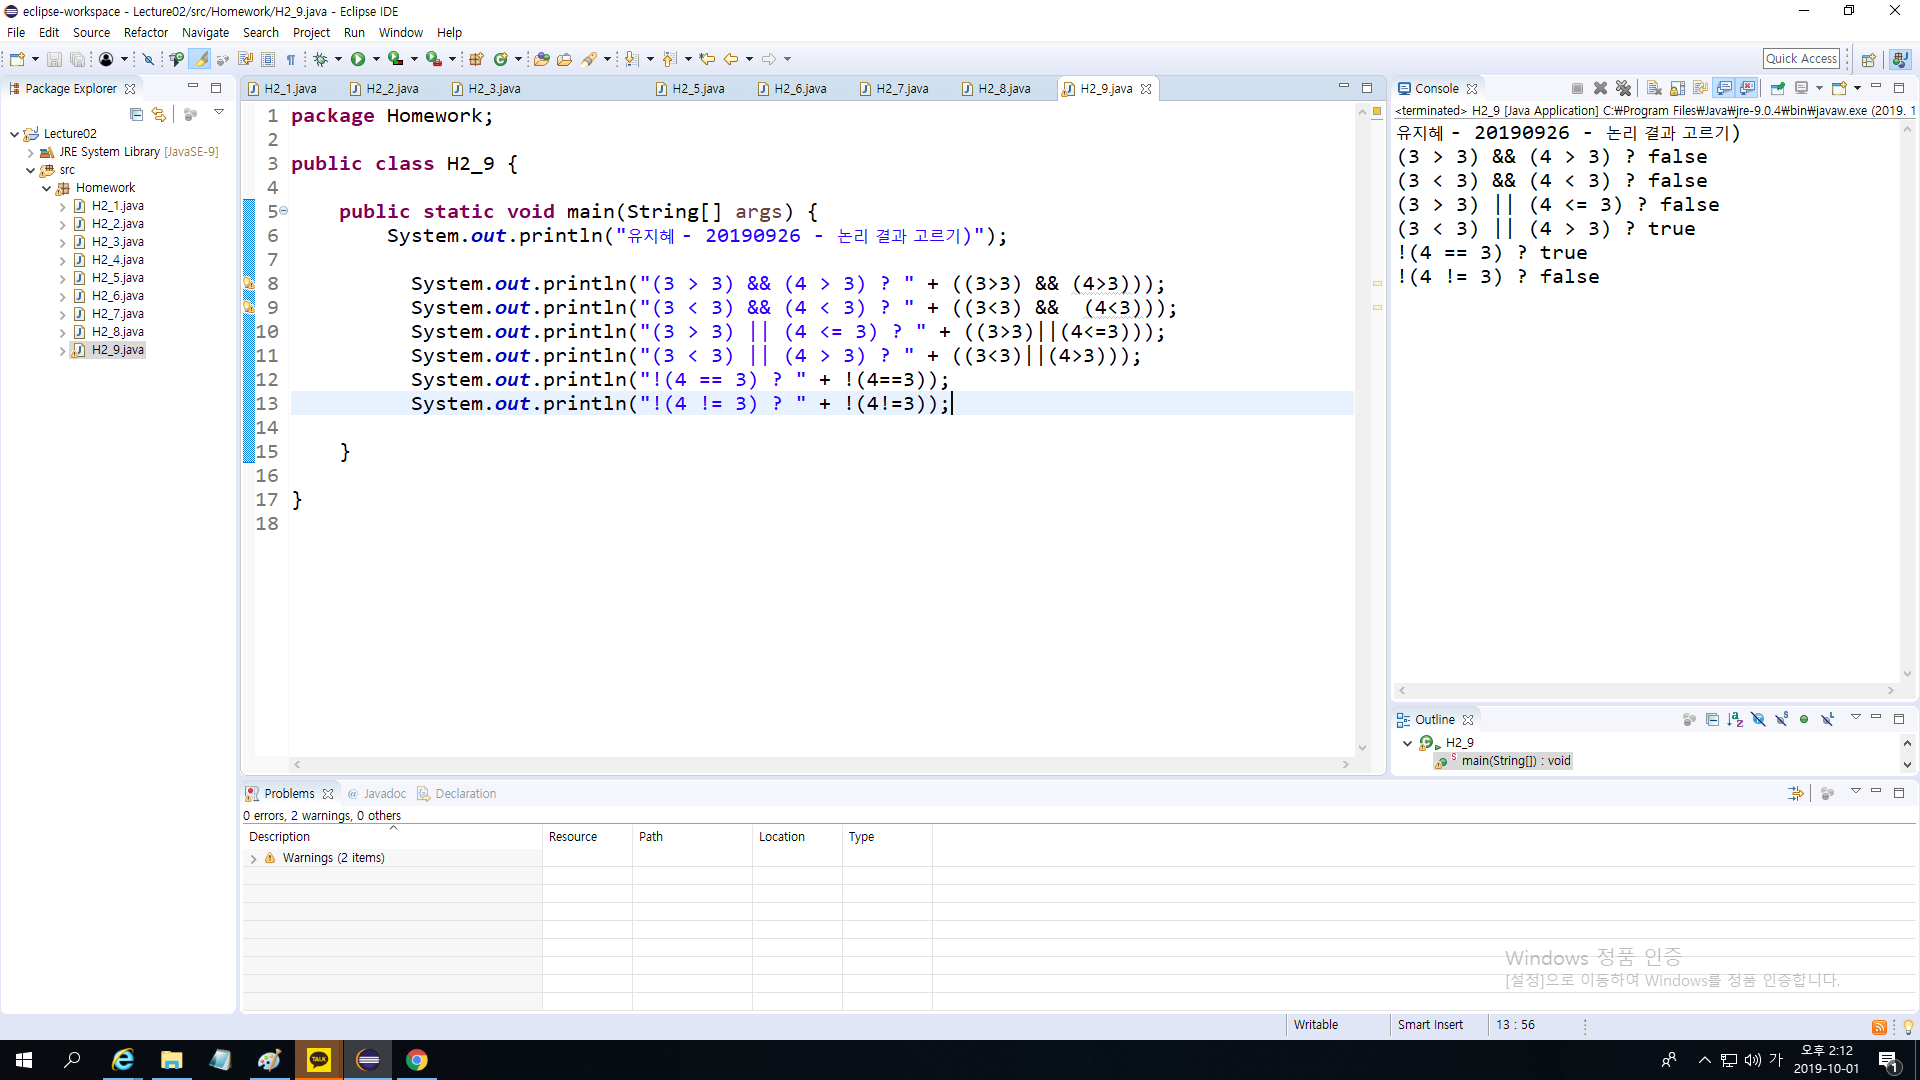 eclipse-workspace - Lecture02/src/Homework/H2_9.java - Eclipse IDE
File Edit Source Refactor Navigate Search Project Run Window Help
Quick Access
Package Explorer
Lecture02
JRE System Library [JavaSE-9]
src
Homework
H2_1.java
H2_2.java
H2_3.java
H2_4.java
H2_5.java
H2_6.java
H2_7.java
H2_8.java
H2_9.java
H2_1.java H2_2.java H2_3.java H2_5.java H2_6.java H2_7.java H2_8.java H2_9.java
1 package Homework;
2
3 public class H2_9 {
4
5 public static void main(String[] args) {
6 System.out.println("유지혜 - 20190926 - 논리 결과 고르기)");
7
8 System.out.println("(3 > 3) && (4 > 3) ? " + ((3>3) && (4>3)));
9 System.out.println("(3 < 3) && (4 < 3) ? " + ((3<3) &&  (4<3)));
10 System.out.println("(3 > 3) || (4 <= 3) ? " + ((3>3)||(4<=3)));
11 System.out.println("(3 < 3) || (4 > 3) ? " + ((3<3)||(4>3)));
12 System.out.println("!(4 == 3) ? " + !(4==3));
13 System.out.println("!(4 != 3) ? " + !(4!=3));
14
15 }
16
17 }
18
Console
<terminated> H2_9 [Java Application] C:₩Program Files₩Java₩jre-9.0.4₩bin₩javaw.exe (2019. 1
유지혜 - 20190926 - 논리 결과 고르기)
(3 > 3) && (4 > 3) ? false
(3 < 3) && (4 < 3) ? false
(3 > 3) || (4 <= 3) ? false
(3 < 3) || (4 > 3) ? true
!(4 == 3) ? true
!(4 != 3) ? false
Outline
H2_9
main(String[]) : void
Problems @ Javadoc Declaration
0 errors, 2 warnings, 0 others
Description Resource Path Location Type
Warnings (2 items)
Windows 정품 인증
[설정]으로 이동하여 Windows를 정품 인증합니다.
Writable Smart Insert 13 : 56
TALK
가
오후 2:12
2019-10-01
1